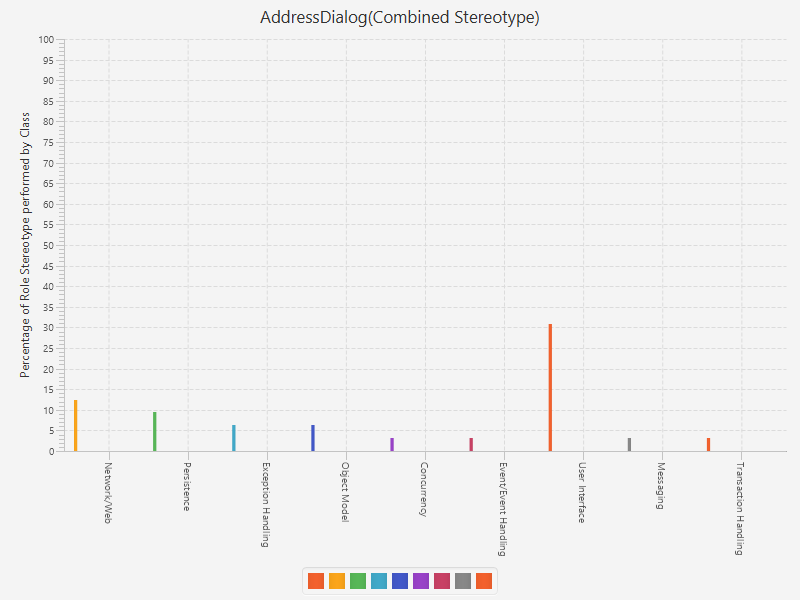 AddressDialog(Combined Stereotype)
Percentage of Role Stereotype performed by Class
100
95
90
85
80
75
70
65
60
55
50
45
40
35
30
25
20
15
10
5
0
Network/Web
Persistence
Exception Handling
Object Model
Concurrency
Event/Event Handling
User Interface
Messaging
Transaction Handling